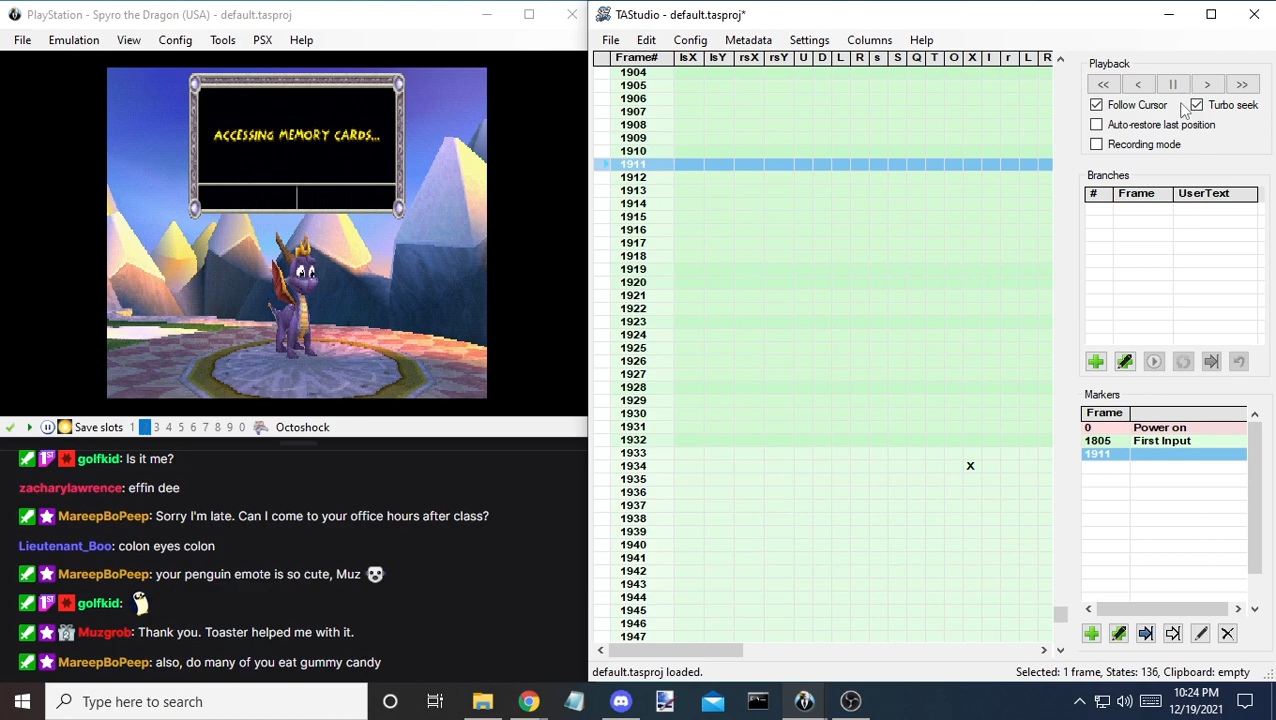 PlayStation - Spyro the Dragon (USA) - default.tasproj
File Emulation View Config Tools PSX Help
ACCESSING MEMORY CARDS...
Save slots 1 2 3 4 5 6 7 8 9 0 Octoshock
golfkid: Is it me?
zacharylawrence: effin dee
MareepBoPeep: Sorry I'm late. Can I come to your office hours after class?
Lieutenant_Boo: colon eyes colon
MareepBoPeep: your penguin emote is so cute, Muz
golfkid:
Muzgrob: Thank you. Toaster helped me with it.
MareepBoPeep: also, do many of you eat gummy candy
TAStudio - default.tasproj*
File Edit Config Metadata Settings Columns Help
Frame# lsX lsY rsX rsY U D L R s S Q T O X l r L R
1904
1905
1906
1907
1908
1909
1910
1911
1912
1913
1914
1915
1916
1917
1918
1919
1920
1921
1922
1923
1924
1925
1926
1927
1928
1929
1930
1931
1932
1933
1934 X
1935
1936
1937
1938
1939
1940
1941
1942
1943
1944
1945
1946
1947
Playback
<< < || > >>
Follow Cursor Turbo seek
Auto-restore last position
Recording mode
Branches
# Frame UserText
Markers
Frame
0 Power on
1805 First Input
1911
default.tasproj loaded. Selected: 1 frame, States: 136, Clipboard: empty
Type here to search
10:24 PM
12/19/2021